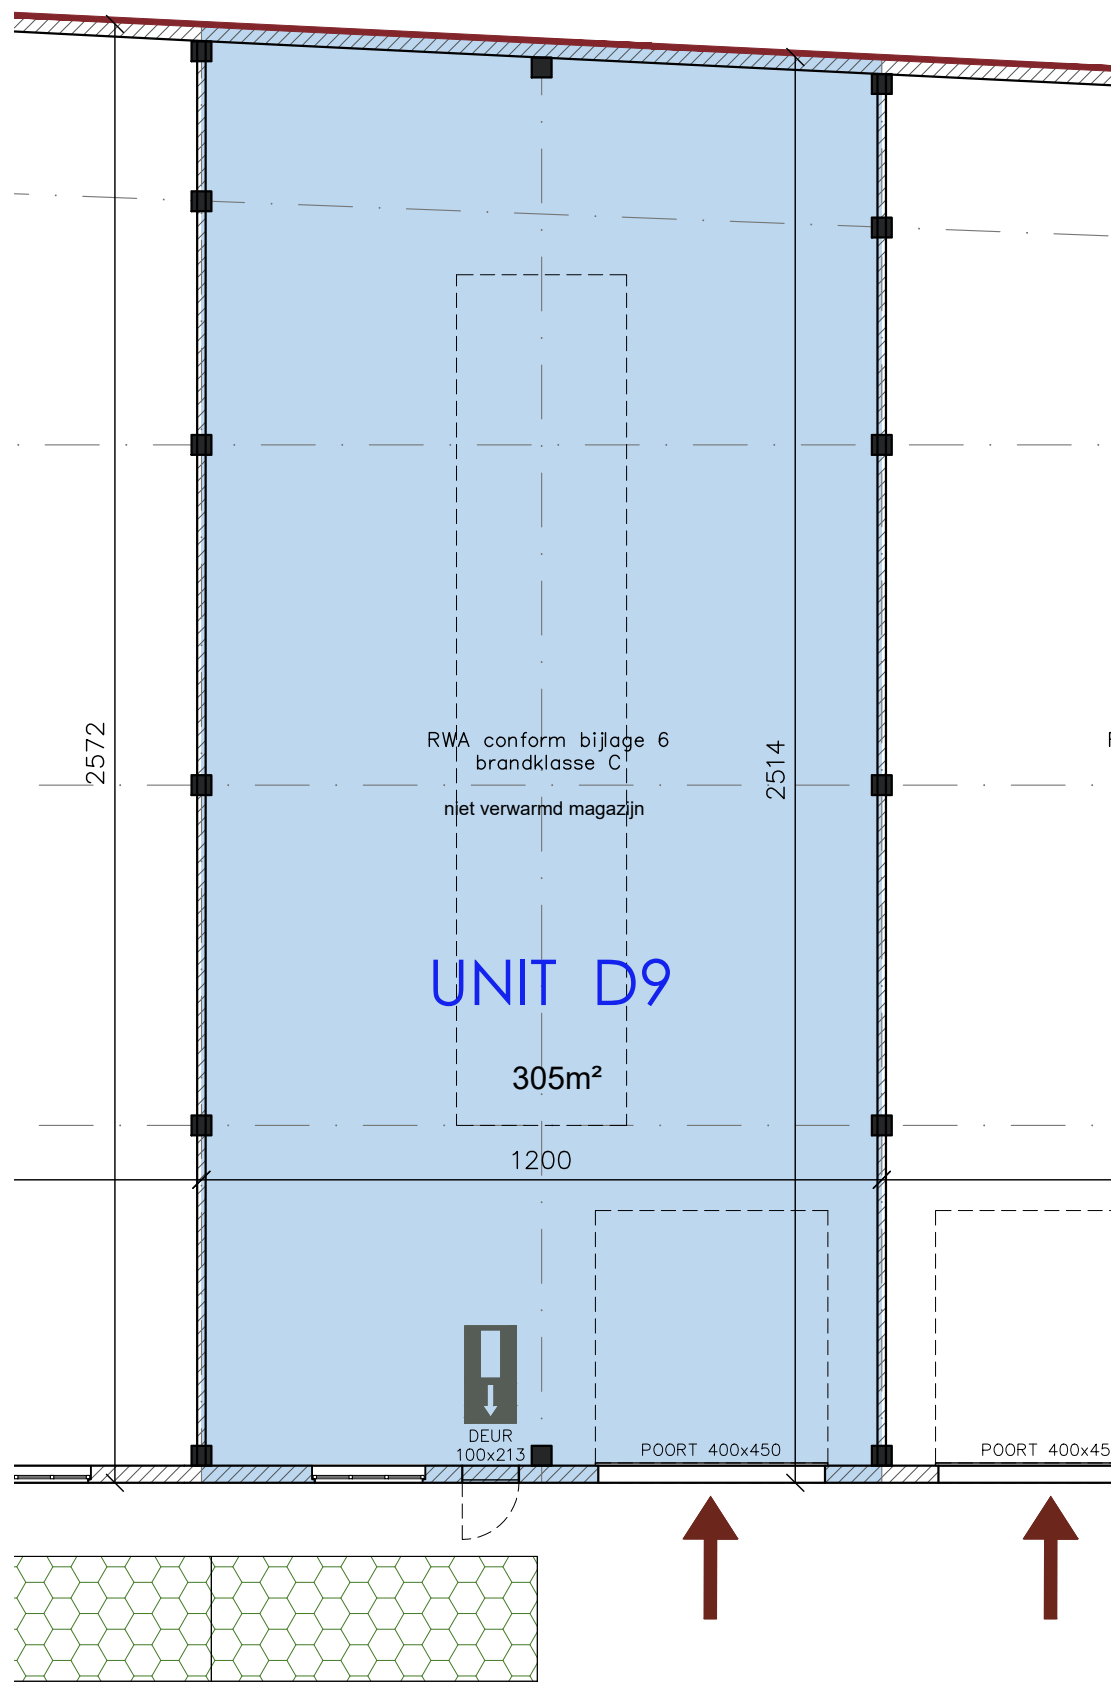 2572
RWA conform bijlage 6
brandklasse C
niet verwarmd magazijn
2514
UNIT D9
305m²
1200
DEUR
100x213
POORT 400x450
POORT 400x45